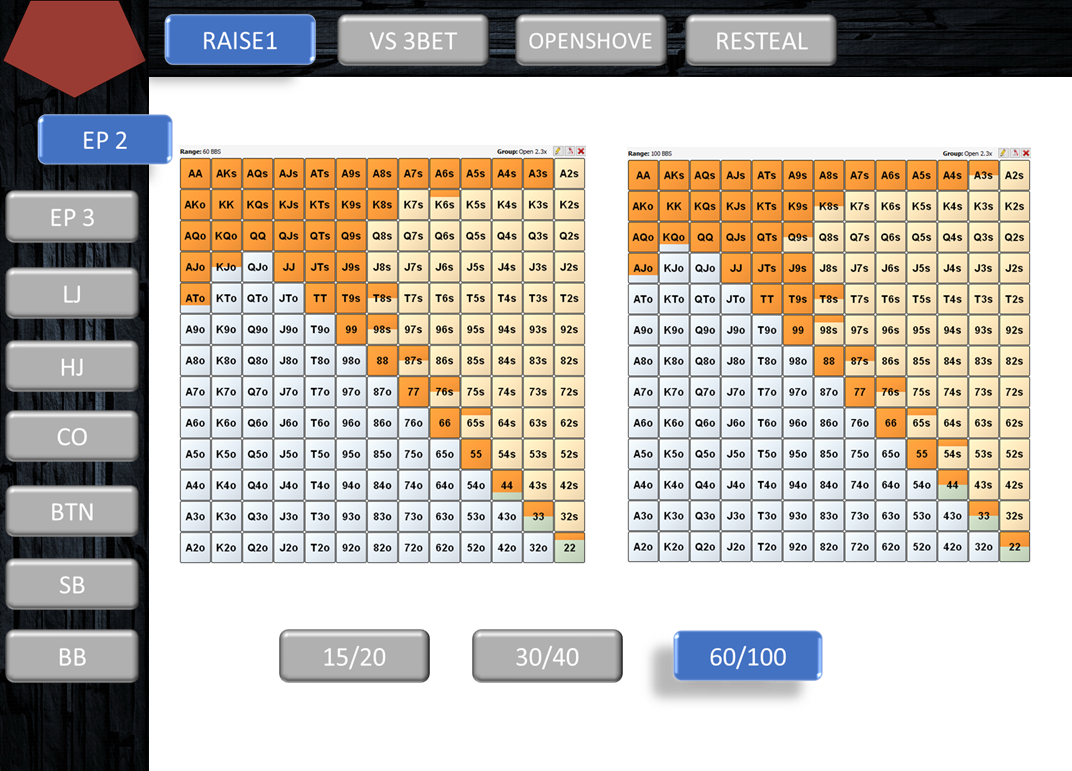 RAISE1 VS 3BET OPENSHOVE RESTEAL
EP 2
EP 3
LJ
HJ
CO
BTN
SB
BB
Range: 60 BBS Group: Open 2.3x
AA AKs AQs AJs ATs A9s A8s A7s A6s A5s A4s A3s A2s
AKo KK KQs KJs KTs K9s K8s K7s K6s K5s K4s K3s K2s
AQo KQo QQ QJs QTs Q9s Q8s Q7s Q6s Q5s Q4s Q3s Q2s
AJo KJo QJo JJ JTs J9s J8s J7s J6s J5s J4s J3s J2s
ATo KTo QTo JTo TT T9s T8s T7s T6s T5s T4s T3s T2s
A9o K9o Q9o J9o T9o 99 98s 97s 96s 95s 94s 93s 92s
A8o K8o Q8o J8o T8o 98o 88 87s 86s 85s 84s 83s 82s
A7o K7o Q7o J7o T7o 97o 87o 77 76s 75s 74s 73s 72s
A6o K6o Q6o J6o T6o 96o 86o 76o 66 65s 64s 63s 62s
A5o K5o Q5o J5o T5o 95o 85o 75o 65o 55 54s 53s 52s
A4o K4o Q4o J4o T4o 94o 84o 74o 64o 54o 44 43s 42s
A3o K3o Q3o J3o T3o 93o 83o 73o 63o 53o 43o 33 32s
A2o K2o Q2o J2o T2o 92o 82o 72o 62o 52o 42o 32o 22
Range: 100 BBS Group: Open 2.3x
AA AKs AQs AJs ATs A9s A8s A7s A6s A5s A4s A3s A2s
AKo KK KQs KJs KTs K9s K8s K7s K6s K5s K4s K3s K2s
AQo KQo QQ QJs QTs Q9s Q8s Q7s Q6s Q5s Q4s Q3s Q2s
AJo KJo QJo JJ JTs J9s J8s J7s J6s J5s J4s J3s J2s
ATo KTo QTo JTo TT T9s T8s T7s T6s T5s T4s T3s T2s
A9o K9o Q9o J9o T9o 99 98s 97s 96s 95s 94s 93s 92s
A8o K8o Q8o J8o T8o 98o 88 87s 86s 85s 84s 83s 82s
A7o K7o Q7o J7o T7o 97o 87o 77 76s 75s 74s 73s 72s
A6o K6o Q6o J6o T6o 96o 86o 76o 66 65s 64s 63s 62s
A5o K5o Q5o J5o T5o 95o 85o 75o 65o 55 54s 53s 52s
A4o K4o Q4o J4o T4o 94o 84o 74o 64o 54o 44 43s 42s
A3o K3o Q3o J3o T3o 93o 83o 73o 63o 53o 43o 33 32s
A2o K2o Q2o J2o T2o 92o 82o 72o 62o 52o 42o 32o 22
15/20 30/40 60/100